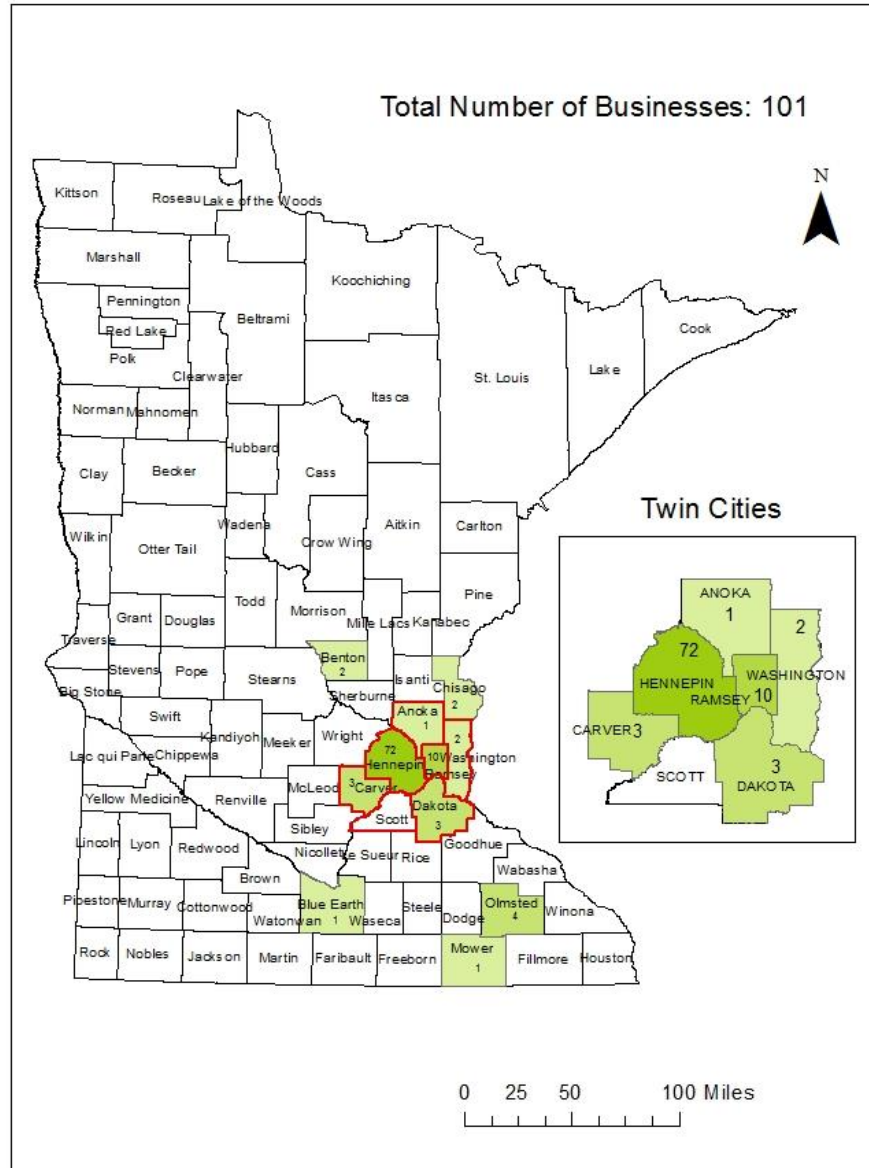 Total Number of Businesses: 101
N
Kittson
Roseau
Lake of the Woods
Marshall
Koochiching
Pennington
Beltrami
Red Lake
Polk
Clearwater
Cook
St. Louis
Lake
Itasca
Norman
Mahnomen
Hubbard
Cass
Clay
Becker
Wadena
Aitkin
Carlton
Wilkin
Crow Wing
Otter Tail
Pine
Todd
Morrison
Mille Lacs
Kanabec
Grant
Douglas
Traverse
Benton
2
Stevens
Pope
Stearns
Isanti
Chisago
2
Big Stone
Sherburne
Swift
Anoka
1
Kandiyohi
Meeker
Wright
2
Washington
Lac qui Parle
Chippewa
72
Hennepin
10
Ramsey
McLeod
3
Carver
Yellow Medicine
Renville
Dakota
3
Scott
Sibley
Lincoln
Lyon
Redwood
Nicollet
Le Sueur
Rice
Goodhue
Wabasha
Brown
Pipestone
Murray
Cottonwood
Watonwan
Blue Earth
1
Waseca
Steele
Dodge
Olmsted
4
Winona
Rock
Nobles
Jackson
Martin
Faribault
Freeborn
Mower
1
Fillmore
Houston
Twin Cities
ANOKA
1
2
72
HENNEPIN
WASHINGTON
RAMSEY
10
CARVER
3
SCOTT
3
DAKOTA
0 25 50 100 Miles